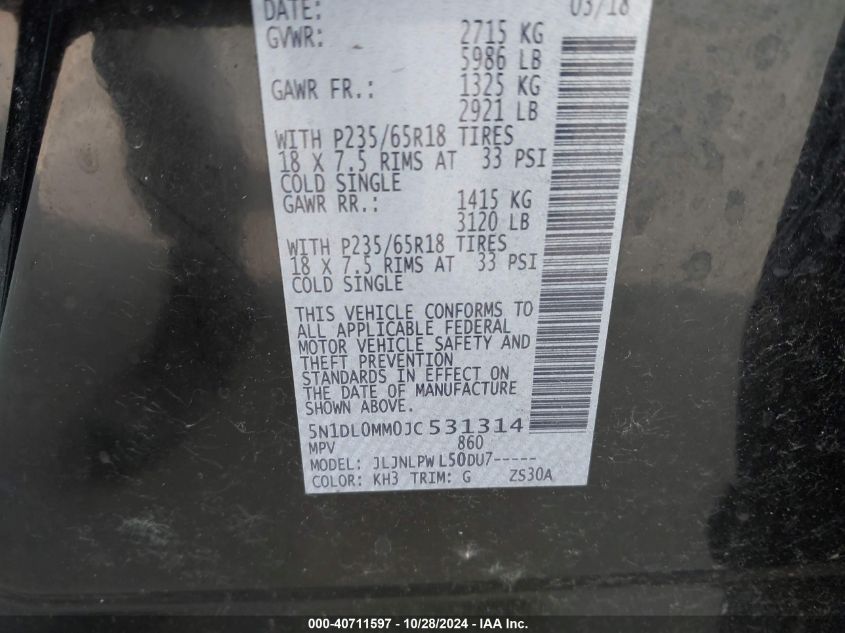 DATE: 03/18
GVWR: 2715 KG
5986 LB
GAWR FR.: 1325 KG
2921 LB
WITH P235/65R18 TIRES
18 X 7.5 RIMS AT 33 PSI
COLD SINGLE
GAWR RR.: 1415 KG
3120 LB
WITH P235/65R18 TIRES
18 X 7.5 RIMS AT 33 PSI
COLD SINGLE
THIS VEHICLE CONFORMS TO
ALL APPLICABLE FEDERAL
MOTOR VEHICLE SAFETY AND
THEFT PREVENTION
STANDARDS IN EFFECT ON
THE DATE OF MANUFACTURE
SHOWN ABOVE.
5N1DL0MM0JC531314
MPV 860
MODEL: JLJNLPW L50DU7-----
COLOR: KH3 TRIM: G ZS30A
000-40711597 - 10/28/2024 - IAA Inc.